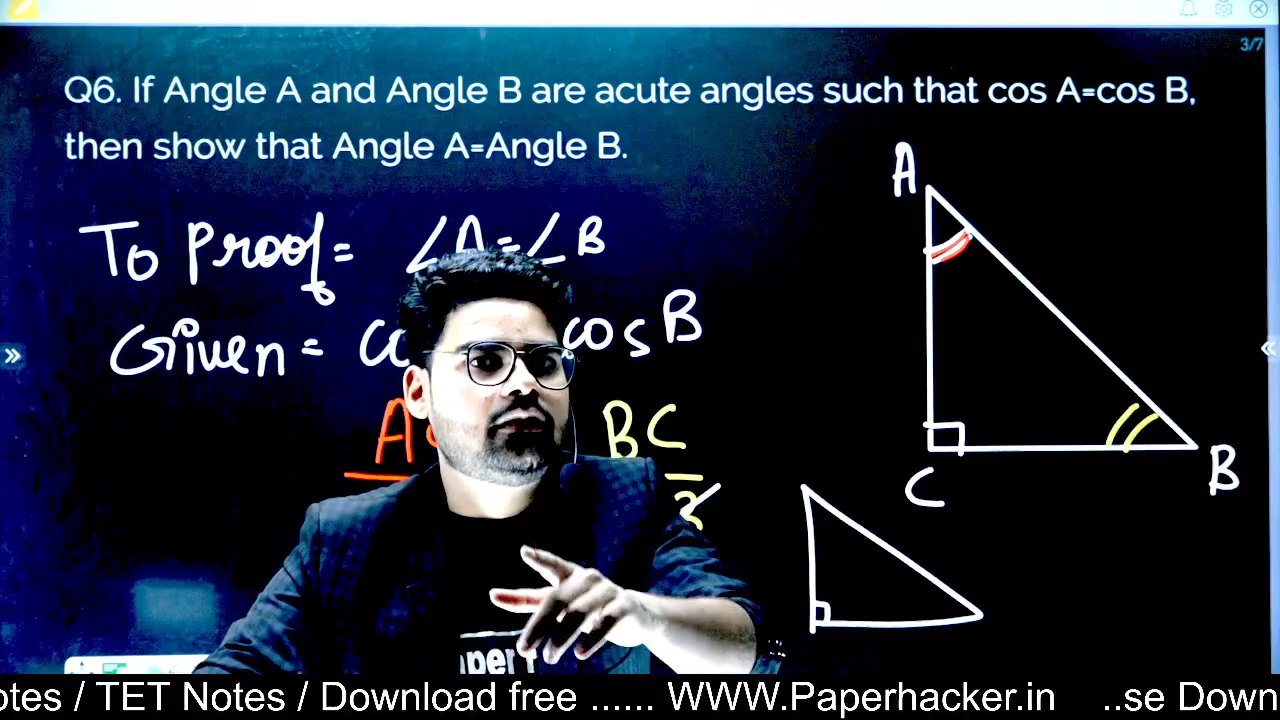 3/7
Q6. If Angle A and Angle B are acute angles such that cos A=cos B,
then show that Angle A=Angle B.
To Proof= ∠A=∠B
Given= cosB
A BC
A
C
B
otes / TET Notes / Download free ...... WWW.Paperhacker.in ..se Down